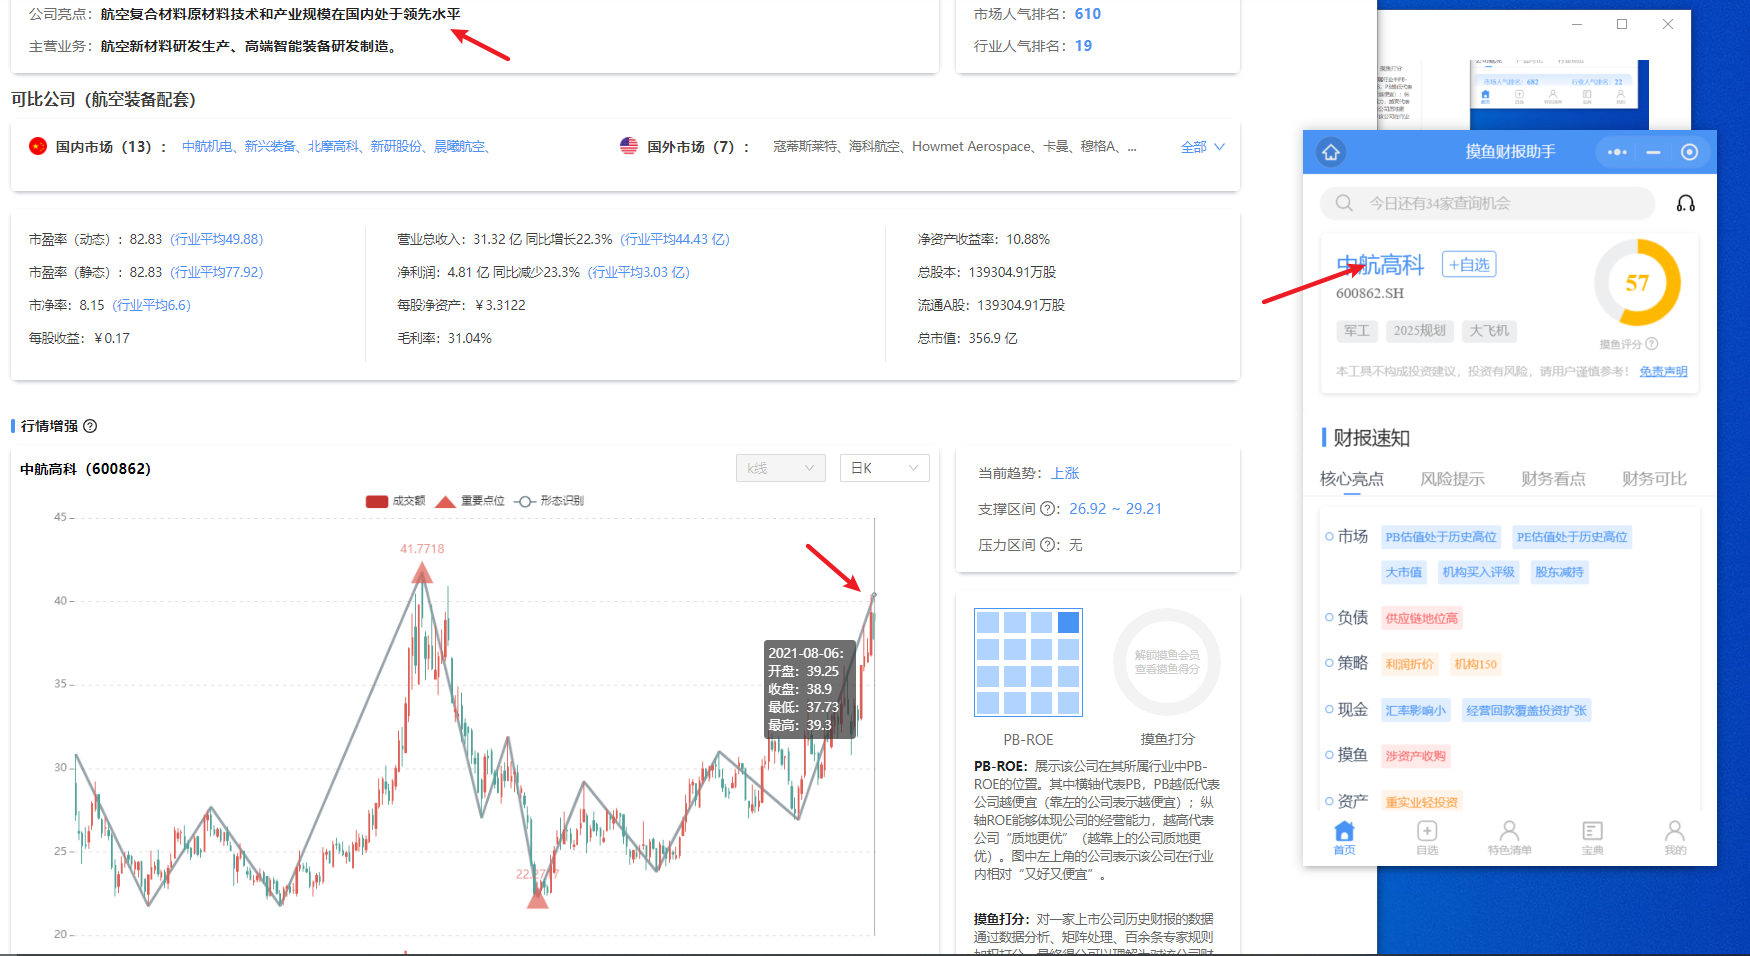 公司亮点：航空复合材料原材料技术和产业规模在国内处于领先水平
主营业务：航空新材料研发生产、高端智能装备研发制造。
市场人气排名：610
行业人气排名：19
可比公司（航空装备配套）
国内市场（13）：中航机电、新兴装备、北摩高科、新研股份、晨曦航空、
国外市场（7）：寇蒂斯莱特、海科航空、Howmet Aerospace、卡曼、穆格A、...
全部
市盈率（动态）：82.83（行业平均49.88）
市盈率（静态）：82.83（行业平均77.92）
市净率：8.15（行业平均6.6）
每股收益：￥0.17
营业总收入：31.32 亿 同比增长22.3%（行业平均44.43 亿）
净利润：4.81 亿 同比减少23.3%（行业平均3.03 亿）
每股净资产：￥3.3122
毛利率：31.04%
净资产收益率：10.88%
总股本：139304.91万股
流通A股：139304.91万股
总市值：356.9 亿
行情增强
中航高科（600862）
k线
日K
成交额
重要点位
形态识别
45
40
35
30
25
20
41.7718
2021-08-06:
开盘：39.25
收盘：38.9
最低：37.73
最高：39.3
当前趋势：上涨
支撑区间：26.92 ~ 29.21
压力区间：无
PB-ROE
解锁摸鱼会员
查看摸鱼得分
摸鱼打分
PB-ROE：展示该公司在其所属行业中PB-
ROE的位置。其中横轴代表PB，PB越低代表
公司越便宜（靠左的公司表示越便宜）；纵
轴ROE能够体现公司的经营能力，越高代表
公司“质地更优”（越靠上的公司质地更
优）。图中左上角的公司表示该公司在行业
内相对“又好又便宜”。
摸鱼打分：对一家上市公司历史财报的数据
通过数据分析、矩阵处理、百余条专家规则
市场人气排名：682
行业人气排名：22
摸鱼财报助手
今日还有34家查询机会
中航高科
+自选
600862.SH
军工
2025规划
大飞机
57
摸鱼评分
本工具不构成投资建议，投资有风险，请用户谨慎参考！
免责声明
财报速知
核心亮点
风险提示
财务看点
财务可比
市场
PB估值处于历史高位
PE估值处于历史高位
大市值
机构买入评级
股东减持
负债
供应链地位高
策略
利润折价
机构150
现金
汇率影响小
经营回款覆盖投资扩张
摸鱼
涉资产收购
资产
重实业轻投资
首页
自选
特色清单
宝典
我的